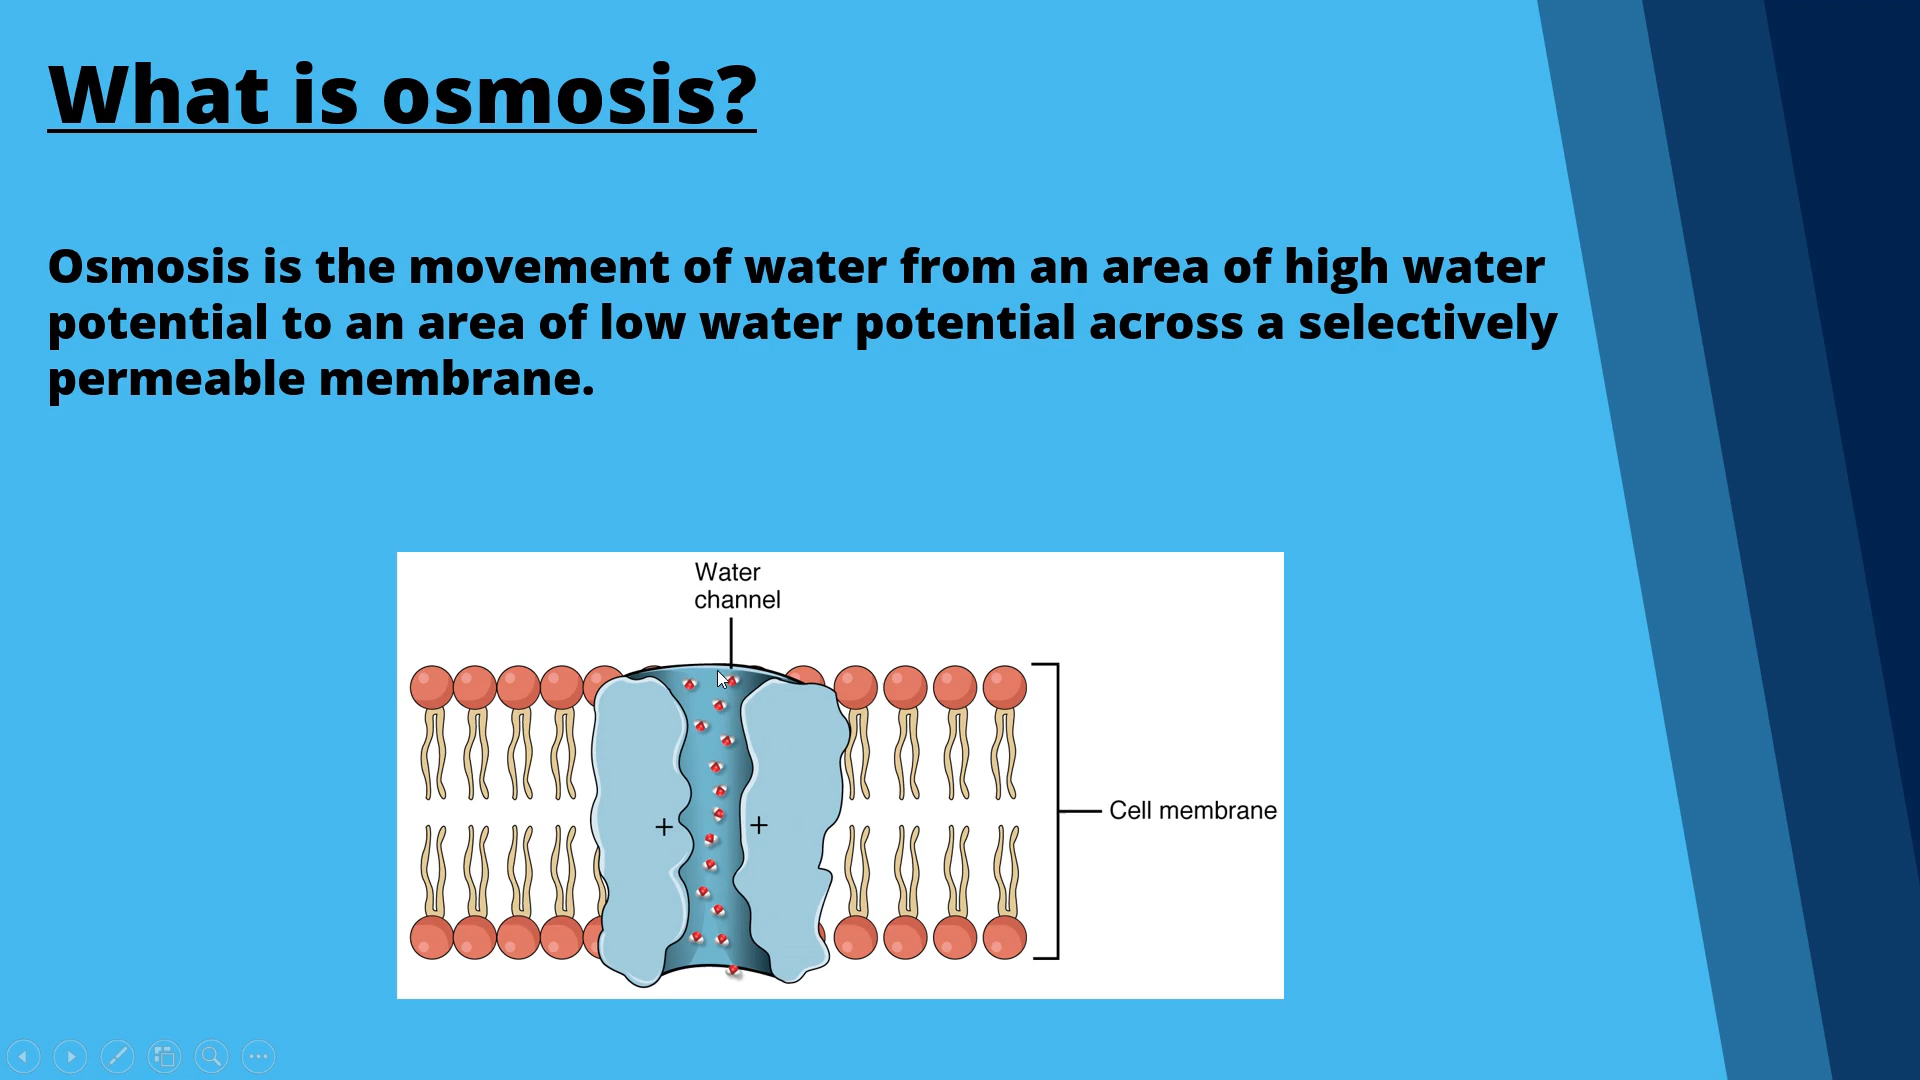 What is osmosis?
Osmosis is the movement of water from an area of high water
potential to an area of low water potential across a selectively
permeable membrane.
Water
channel
+ +
Cell membrane